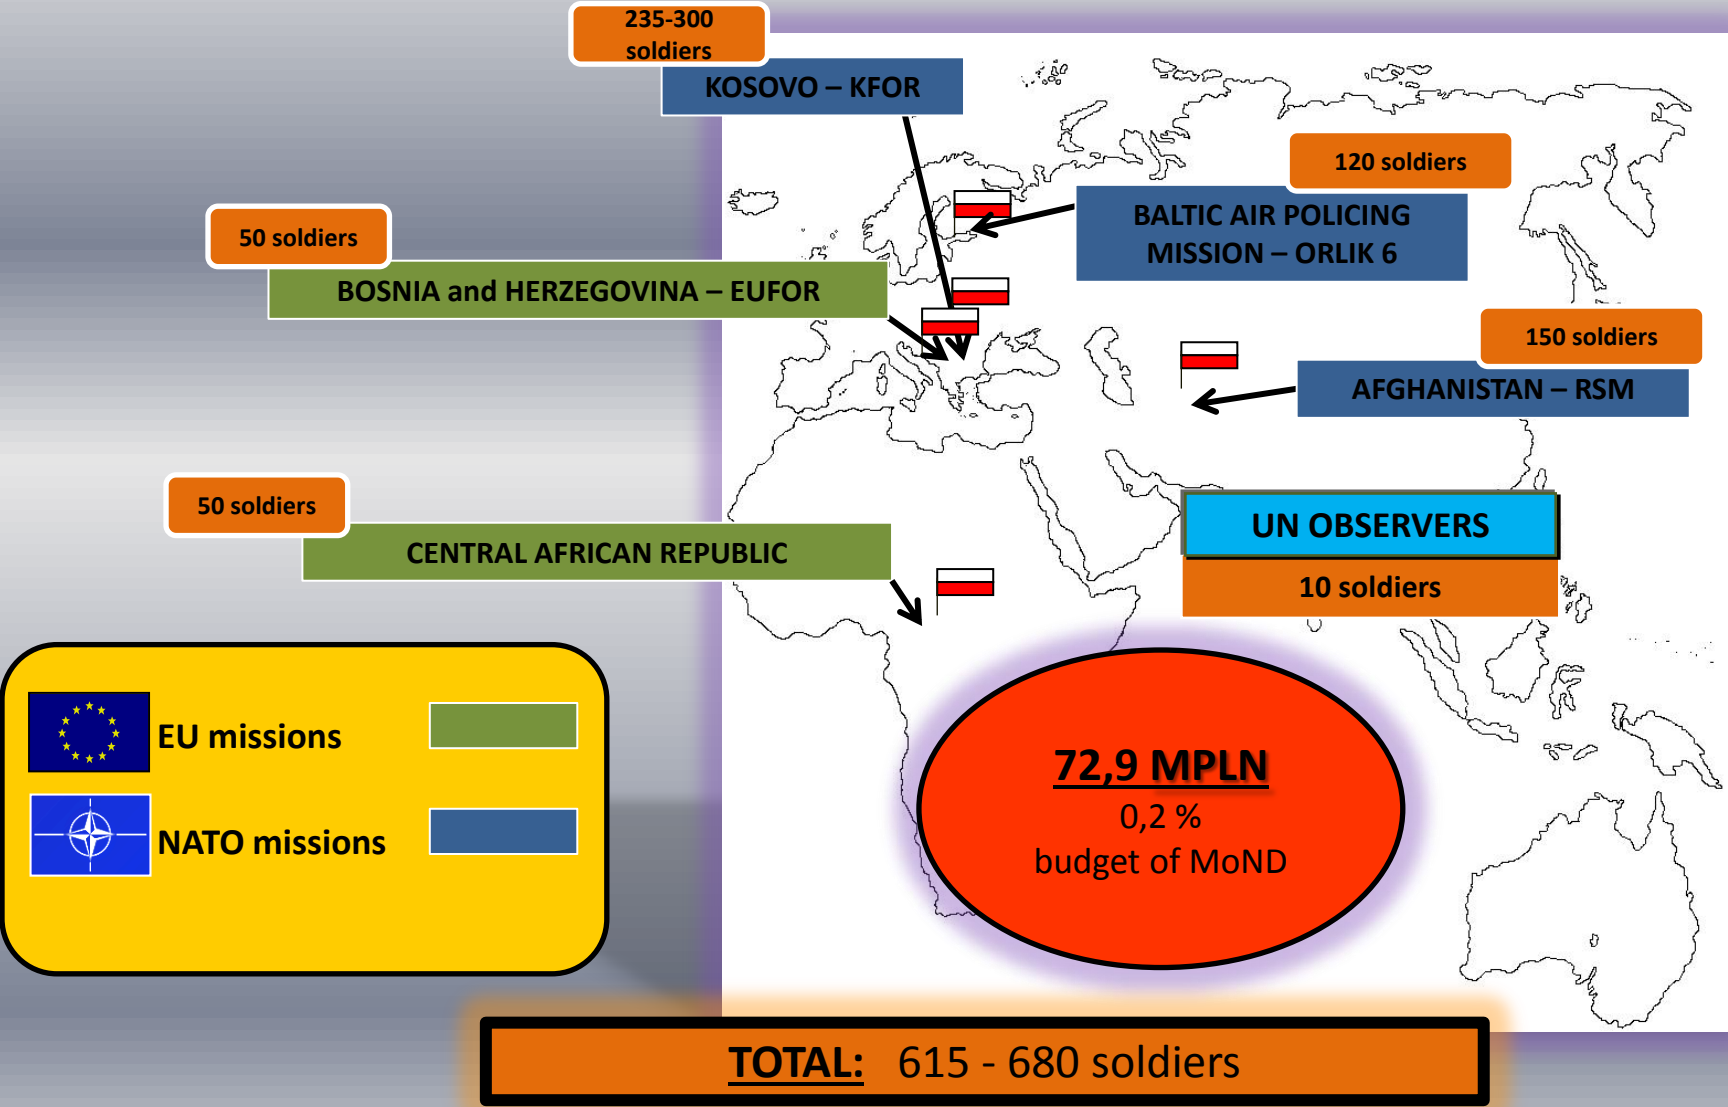 235-300
soldiers
KOSOVO – KFOR
120 soldiers
BALTIC AIR POLICING
MISSION – ORLIK 6
50 soldiers
BOSNIA and HERZEGOVINA – EUFOR
150 soldiers
AFGHANISTAN – RSM
50 soldiers
CENTRAL AFRICAN REPUBLIC
UN OBSERVERS
10 soldiers
EU missions
NATO missions
72,9 MPLN
0,2 %
budget of MoND
TOTAL: 615 - 680 soldiers